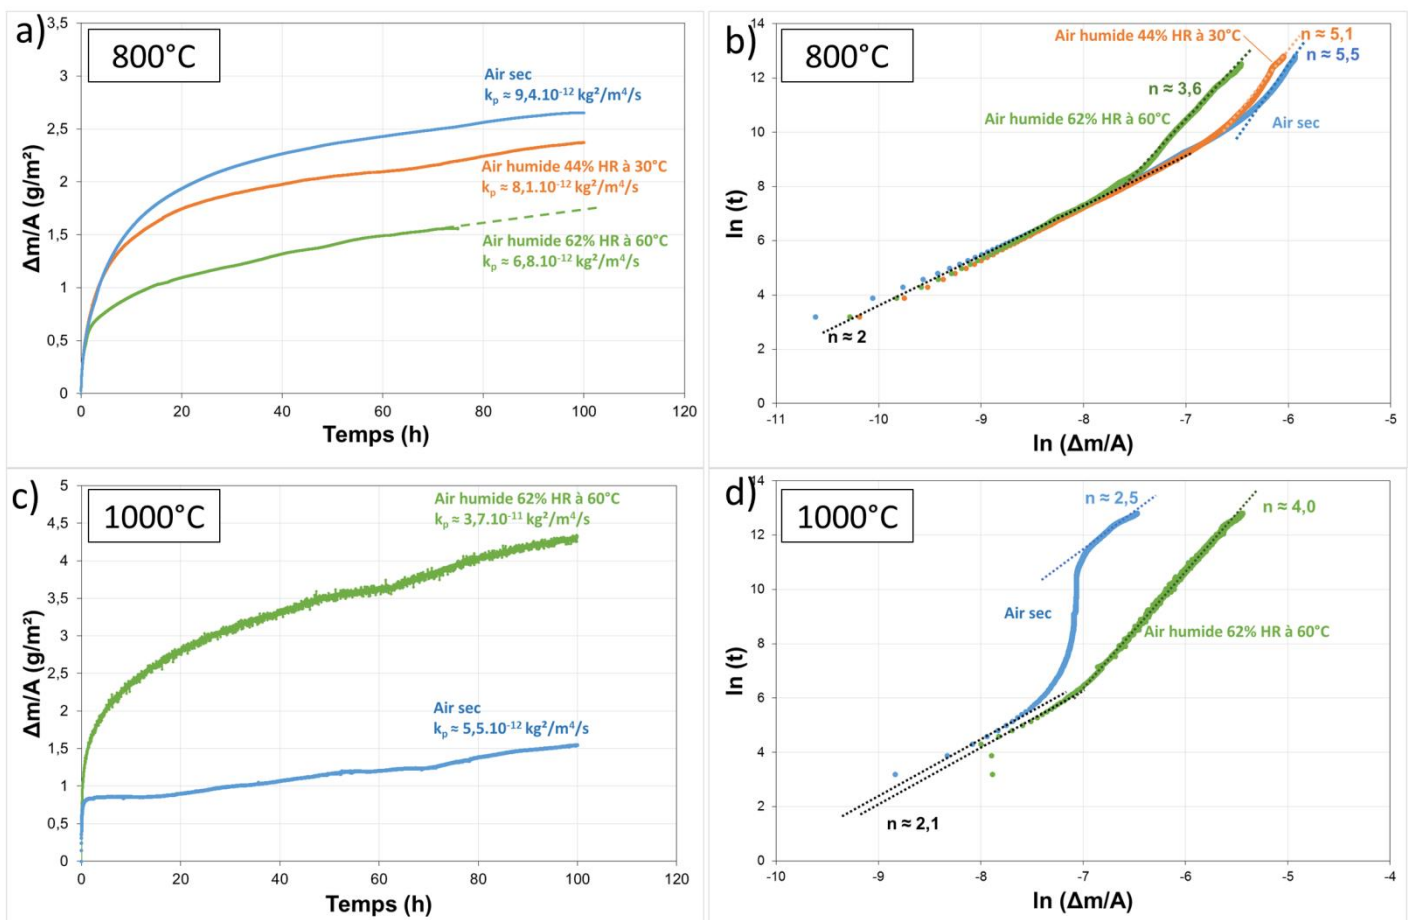 a)
800°C
3,5
3
2,5
2
1,5
1
0,5
0
Δm/A (g/m²)
Air sec
kp ≈ 9,4.10⁻¹² kg²/m⁴/s
Air humide 44% HR à 30°C
kp ≈ 8,1.10⁻¹² kg²/m⁴/s
Air humide 62% HR à 60°C
kp ≈ 6,8.10⁻¹² kg²/m⁴/s
0 20 40 60 80 100 120
Temps (h)
b)
800°C
14
12
10
8
6
4
2
0
ln (t)
Air humide 44% HR à 30°C
n ≈ 5,1
n ≈ 5,5
n ≈ 3,6
Air humide 62% HR à 60°C
Air sec
n ≈ 2
-11 -10 -9 -8 -7 -6 -5
ln (Δm/A)
c)
1000°C
5
4,5
4
3,5
3
2,5
2
1,5
1
0,5
0
Δm/A (g/m²)
Air humide 62% HR à 60°C
kp ≈ 3,7.10⁻¹¹ kg²/m⁴/s
Air sec
kp ≈ 5,5.10⁻¹² kg²/m⁴/s
0 20 40 60 80 100 120
Temps (h)
d)
1000°C
14
12
10
8
6
4
2
0
ln (t)
n ≈ 2,5
n ≈ 4,0
Air sec
Air humide 62% HR à 60°C
n ≈ 2,1
-10 -9 -8 -7 -6 -5 -4
ln (Δm/A)